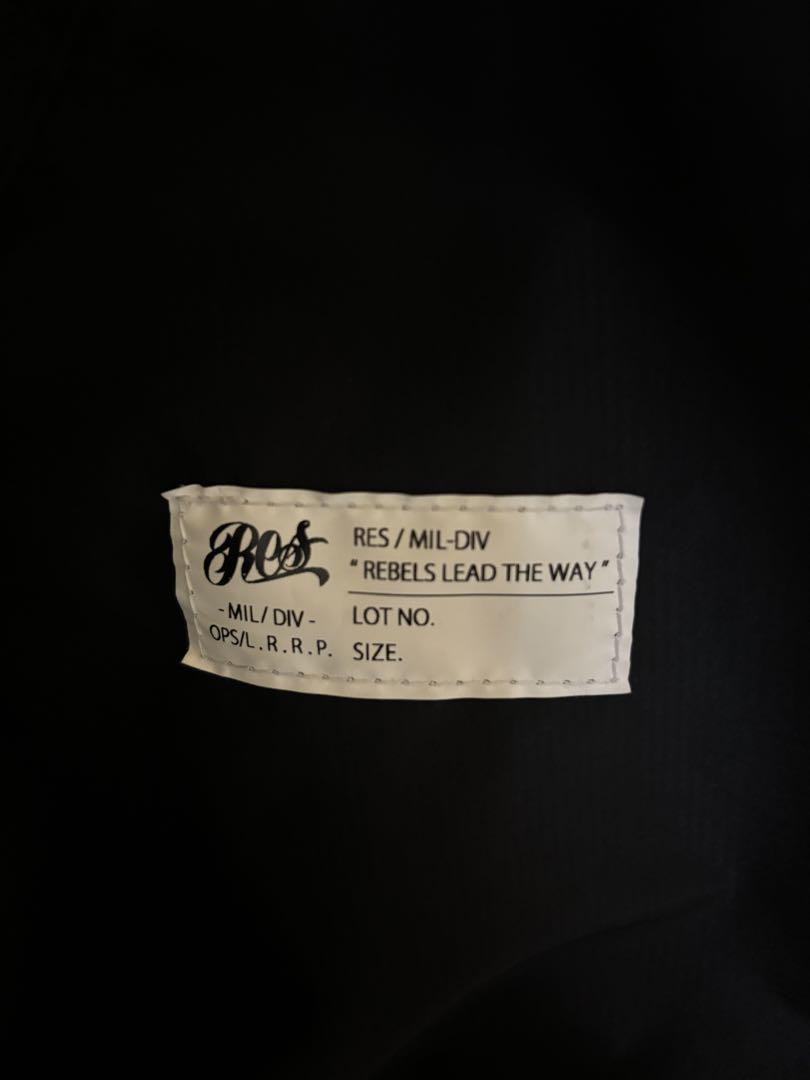 Res
- MIL/ DIV -
OPS/L.R.R.P.
RES / MIL-DIV
" REBELS LEAD THE WAY "
LOT NO.
SIZE.